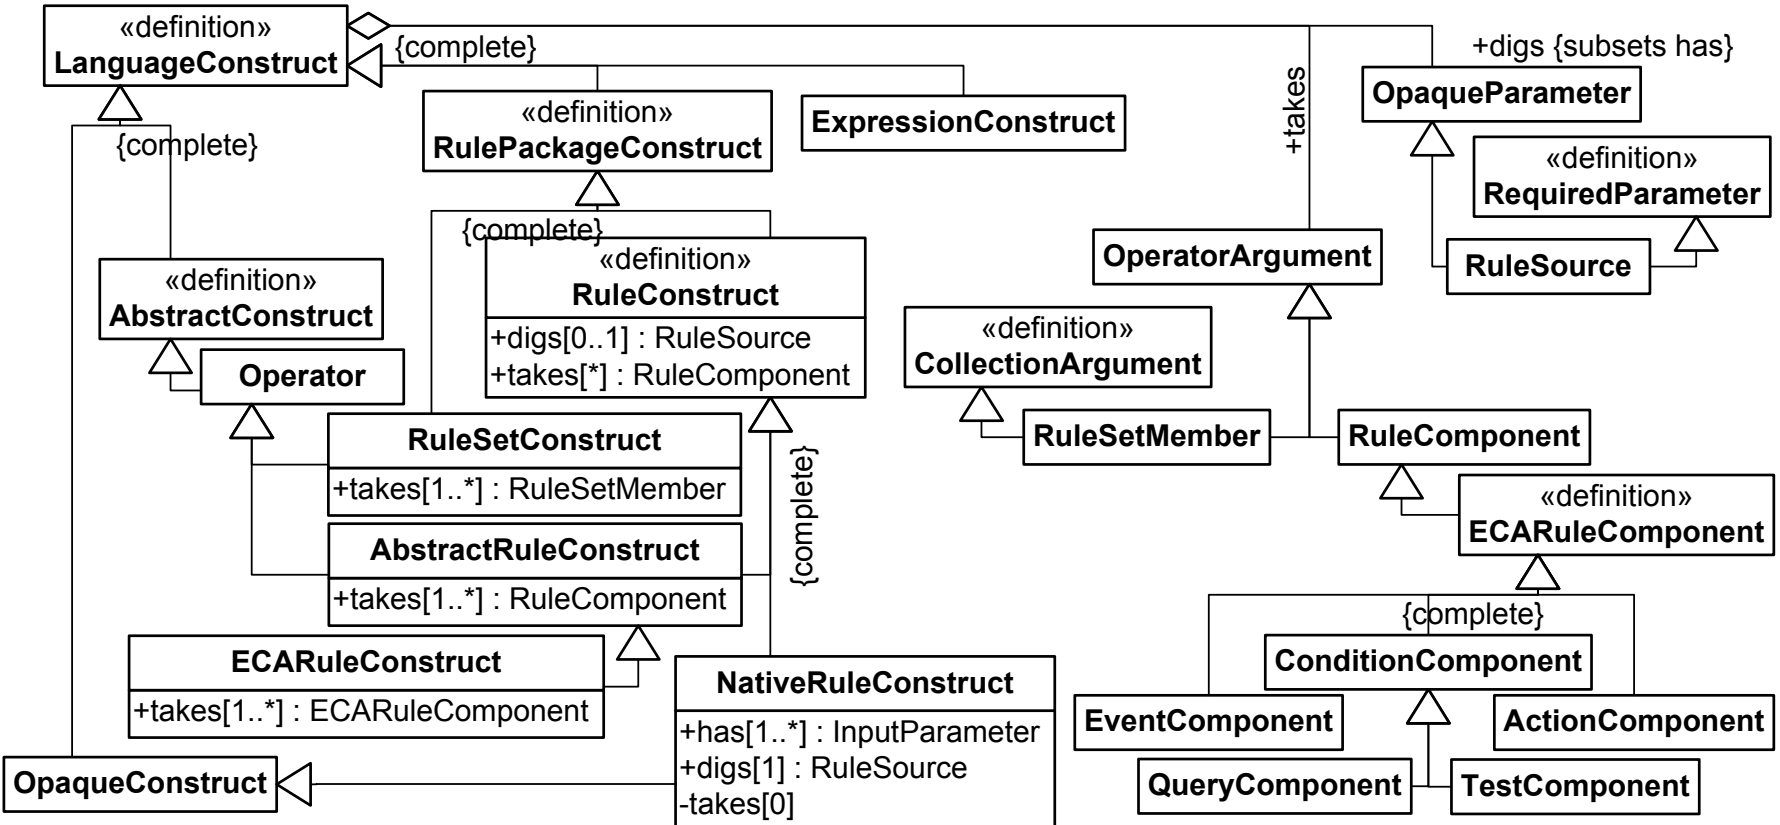 «definition»
LanguageConstruct
{complete}
+digs {subsets has}
OpaqueParameter
+takes
«definition»
RulePackageConstruct
ExpressionConstruct
{complete}
«definition»
RequiredParameter
RuleSource
{complete}
«definition»
RuleConstruct
+digs[0..1] : RuleSource
+takes[*] : RuleComponent
OperatorArgument
«definition»
AbstractConstruct
Operator
«definition»
CollectionArgument
RuleSetMember
RuleComponent
RuleSetConstruct
+takes[1..*] : RuleSetMember
{complete}
«definition»
ECARuleComponent
AbstractRuleConstruct
+takes[1..*] : RuleComponent
{complete}
ECARuleConstruct
+takes[1..*] : ECARuleComponent
ConditionComponent
NativeRuleConstruct
+has[1..*] : InputParameter
+digs[1] : RuleSource
-takes[0]
EventComponent
ActionComponent
OpaqueConstruct
QueryComponent
TestComponent